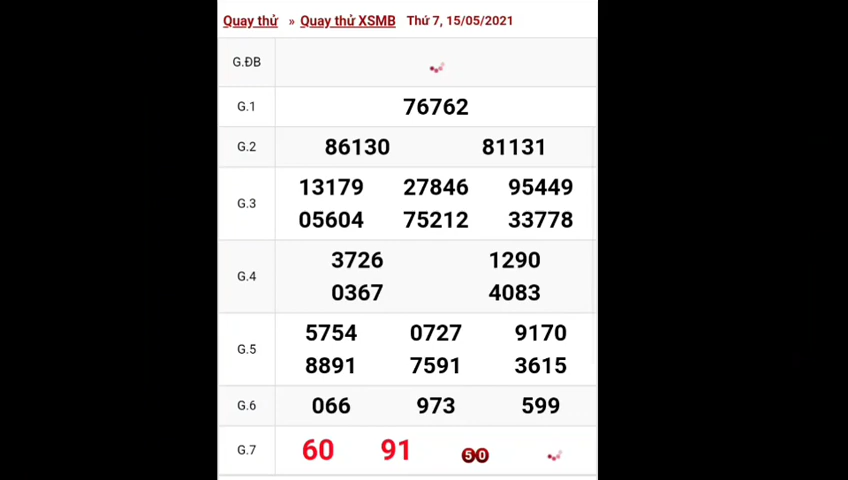 Quay thử » Quay thử XSMB Thứ 7, 15/05/2021
G.ĐB
G.1 76762
G.2 86130 81131
G.3 13179 27846 95449
05604 75212 33778
G.4 3726 1290
0367 4083
G.5 5754 0727 9170
8891 7591 3615
G.6 066 973 599
G.7 60 91 50